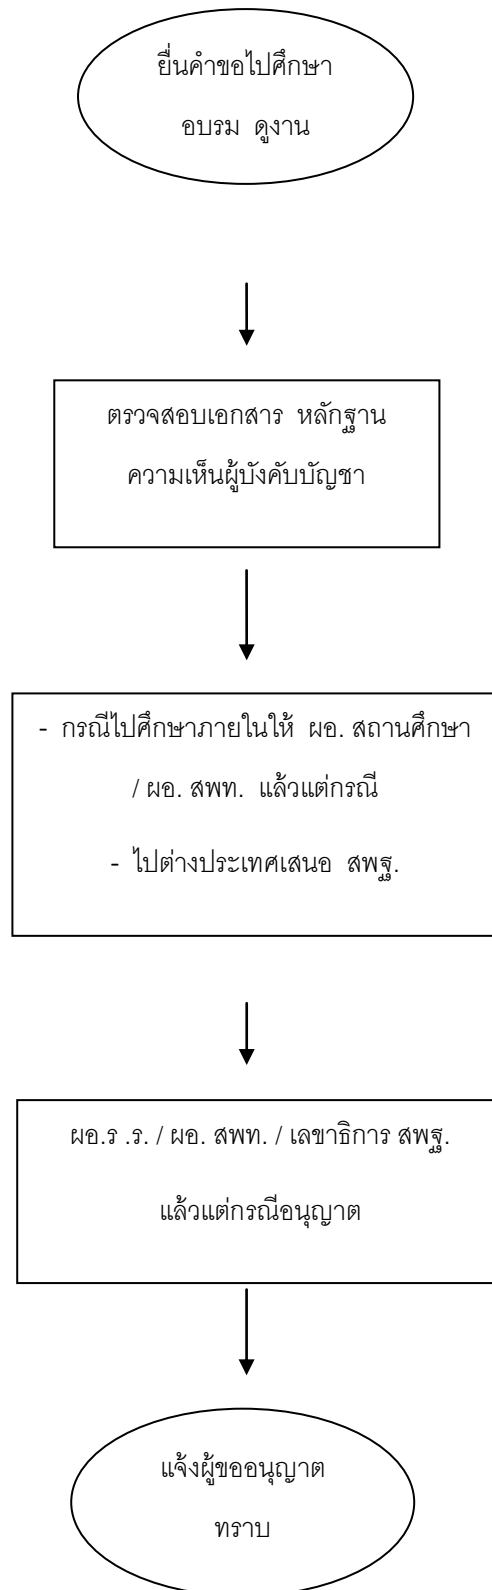 ยื่นคำขอไปศึกษา
อบรม ดูงาน
ตรวจสอบเอกสาร หลักฐาน
ความเห็นผู้บังคับบัญชา
- กรณีไปศึกษาภายในให้ ผอ. สถานศึกษา
/ ผอ. สพท. แล้วแต่กรณี
- ไปต่างประเทศเสนอ สพฐ.
ผอ.ร .ร. / ผอ. สพท. / เลขาธิการ สพฐ.
แล้วแต่กรณีอนุญาต
แจ้งผู้ขออนุญาต
ทราบ